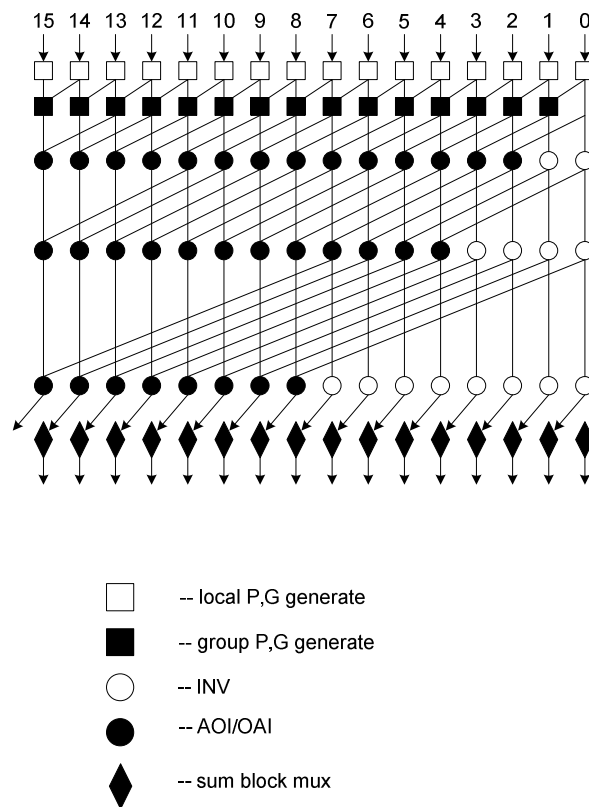 15 14 13 12 11 10 9 8 7 6 5 4 3 2 1 0
-- local P,G generate
-- group P,G generate
-- INV
-- AOI/OAI
-- sum block mux